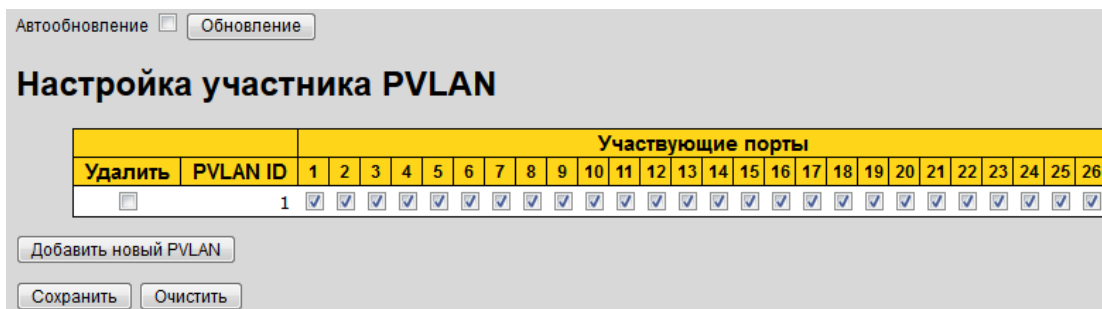 Автообновление Обновление
Настройка участника PVLAN
Участвующие порты
Удалить PVLAN ID 1 2 3 4 5 6 7 8 9 10 11 12 13 14 15 16 17 18 19 20 21 22 23 24 25 26
1
Добавить новый PVLAN
Сохранить Очистить